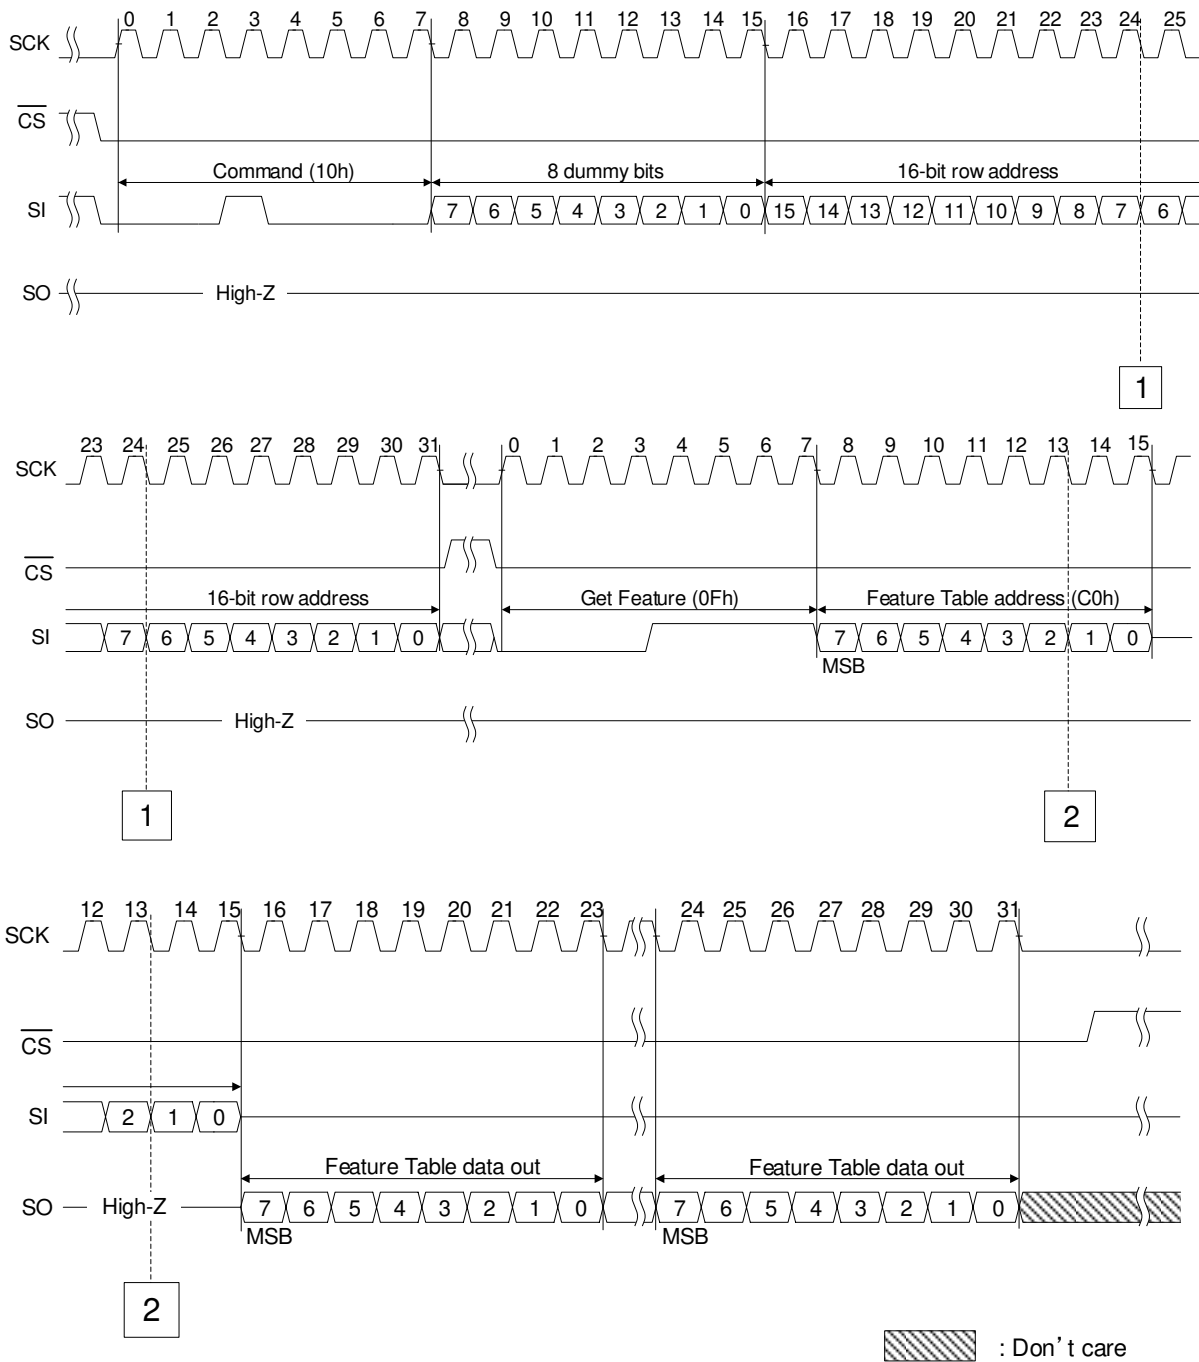 0 1 2 3 4 5 6 7 8 9 10 11 12 13 14 15 16 17 18 19 20 21 22 23 24 25
SCK
CS
Command (10h) 8 dummy bits 16-bit row address
SI 7 6 5 4 3 2 1 0 15 14 13 12 11 10 9 8 7 6
SO High-Z
1
23 24 25 26 27 28 29 30 31 0 1 2 3 4 5 6 7 8 9 10 11 12 13 14 15
SCK
CS
16-bit row address Get Feature (0Fh) Feature Table address (C0h)
SI 7 6 5 4 3 2 1 0 7 6 5 4 3 2 1 0
MSB
SO High-Z
1 2
12 13 14 15 16 17 18 19 20 21 22 23 24 25 26 27 28 29 30 31
SCK
CS
SI 2 1 0
Feature Table data out Feature Table data out
SO High-Z 7 6 5 4 3 2 1 0 7 6 5 4 3 2 1 0
MSB MSB
2
: Don't care